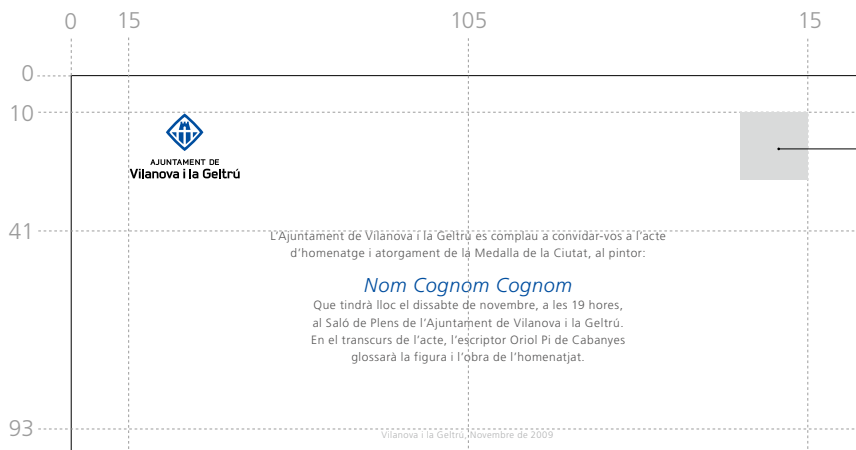 0 15 105 15
0
10
AJUNTAMENT DE
Vilanova i la Geltrú
41
L'Ajuntament de Vilanova i la Geltrú es complau a convidar-vos a l'acte
d'homenatge i atorgament de la Medalla de la Ciutat, al pintor:
Nom Cognom Cognom
Que tindrà lloc el dissabte de novembre, a les 19 hores,
al Saló de Plens de l'Ajuntament de Vilanova i la Geltrú.
En el transcurs de l'acte, l'escriptor Oriol Pi de Cabanyes
glossarà la figura i l'obra de l'homenatjat.
93
Vilanova i la Geltrú, Novembre de 2009